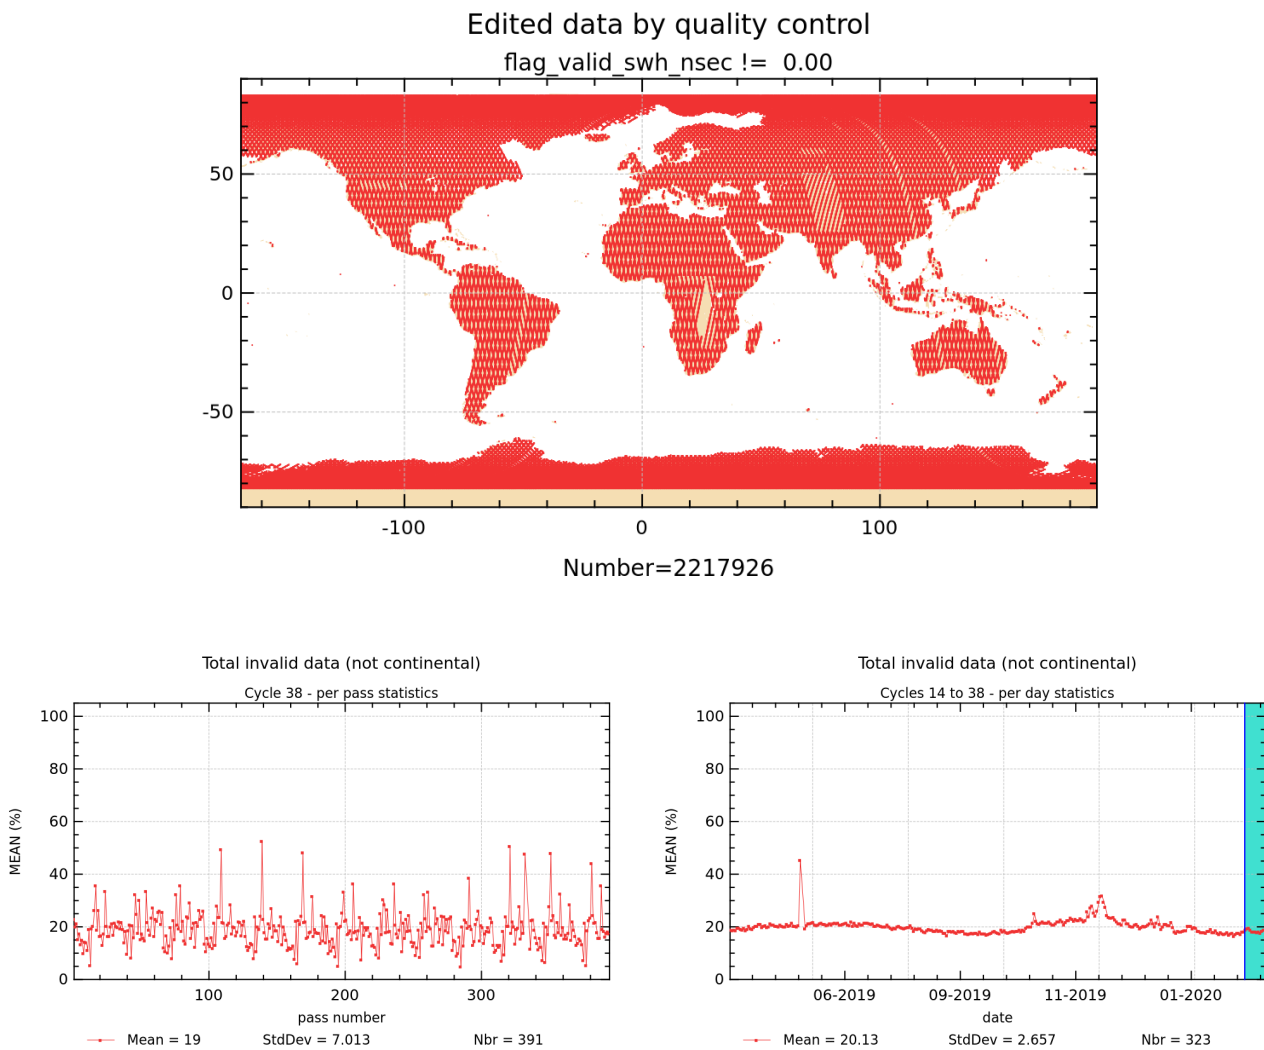 Edited data by quality control
flag_valid_swh_nsec != 0.00
50
0
-50
-100 0 100
Number=2217926
Total invalid data (not continental)
Cycle 38 - per pass statistics
MEAN (%)
100
80
60
40
20
0
100 200 300
pass number
Mean = 19 StdDev = 7.013 Nbr = 391
Total invalid data (not continental)
Cycles 14 to 38 - per day statistics
MEAN (%)
100
80
60
40
20
0
06-2019 09-2019 11-2019 01-2020
date
Mean = 20.13 StdDev = 2.657 Nbr = 323